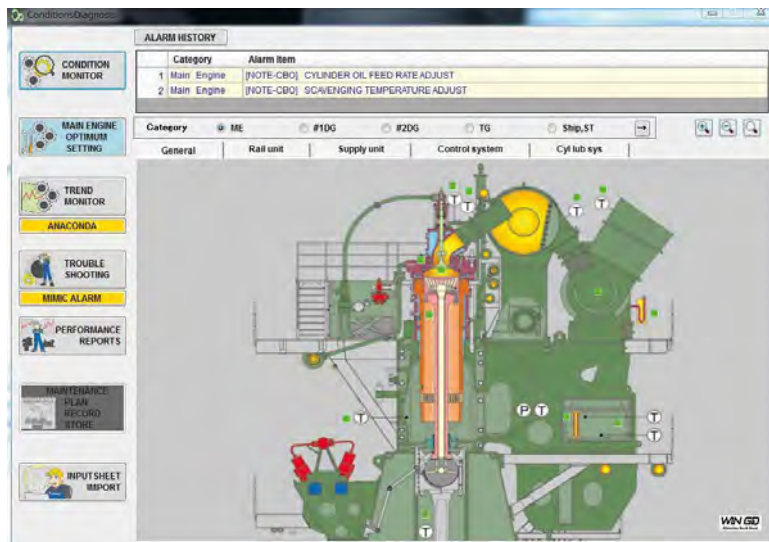 ConditionsDiagnosi
ALARM HISTORY
Category Alarm item
1 Main Engine [NOTE-CBO] CYLINDER OIL FEED RATE ADJUST
2 Main Engine [NOTE-CBO] SCAVENGING TEMPERATURE ADJUST
CONDITION
MONITOR
MAIN ENGINE
OPTIMUM
SETTING
Category ME #1DG #2DG TG Ship,ST →
General Rail unit Supply unit Control system Cyl lub sys
TREND
MONITOR
ANACONDA
TROUBLE
SHOOTING
MIMIC ALARM
PERFORMANCE
REPORTS
MAINTENANCE
PLAN
RECORD
STORE
INPUT SHEET
IMPORT
T T T T
P T T
T T
T
WIN GD